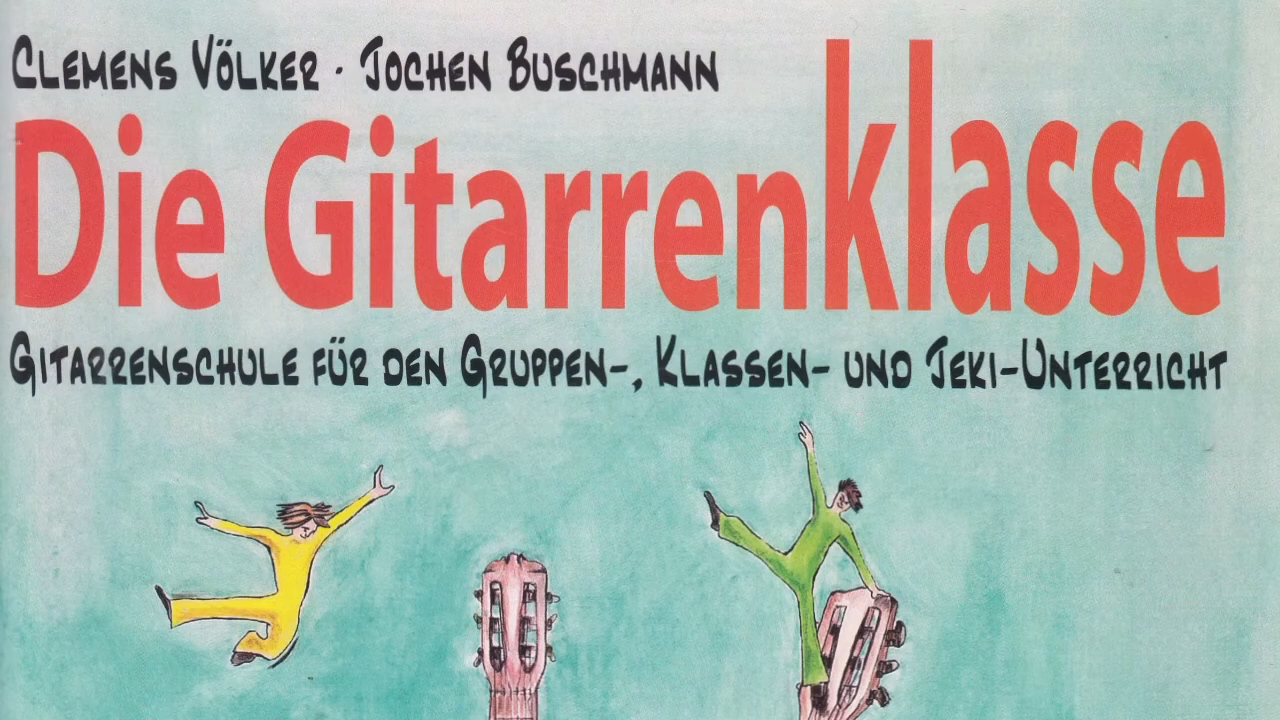 Clemens Völker · Jochen Buschmann
Die Gitarrenklasse
Gitarrenschule für den Gruppen-, Klassen- und Jeki-Unterricht